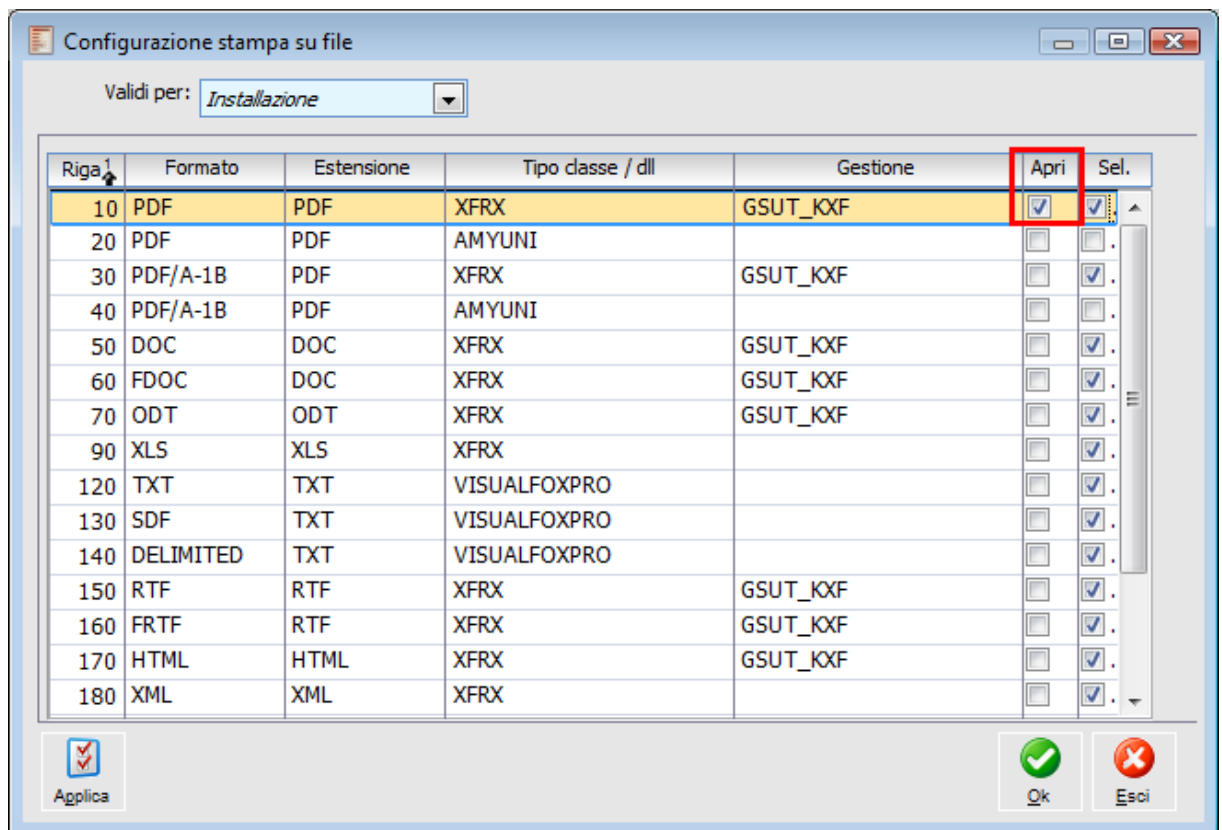 Configurazione stampa su file
Validi per: Installazione
Riga 1 Formato Estensione Tipo classe / dll Gestione Apri Sel.
10 PDF PDF XFRX GSUT_KXF
20 PDF PDF AMYUNI
30 PDF/A-1B PDF XFRX GSUT_KXF
40 PDF/A-1B PDF AMYUNI
50 DOC DOC XFRX GSUT_KXF
60 FDOC DOC XFRX GSUT_KXF
70 ODT ODT XFRX GSUT_KXF
90 XLS XLS XFRX
120 TXT TXT VISUALFOXPRO
130 SDF TXT VISUALFOXPRO
140 DELIMITED TXT VISUALFOXPRO
150 RTF RTF XFRX GSUT_KXF
160 FRTF RTF XFRX GSUT_KXF
170 HTML HTML XFRX GSUT_KXF
180 XML XML XFRX
Applica Ok Esci